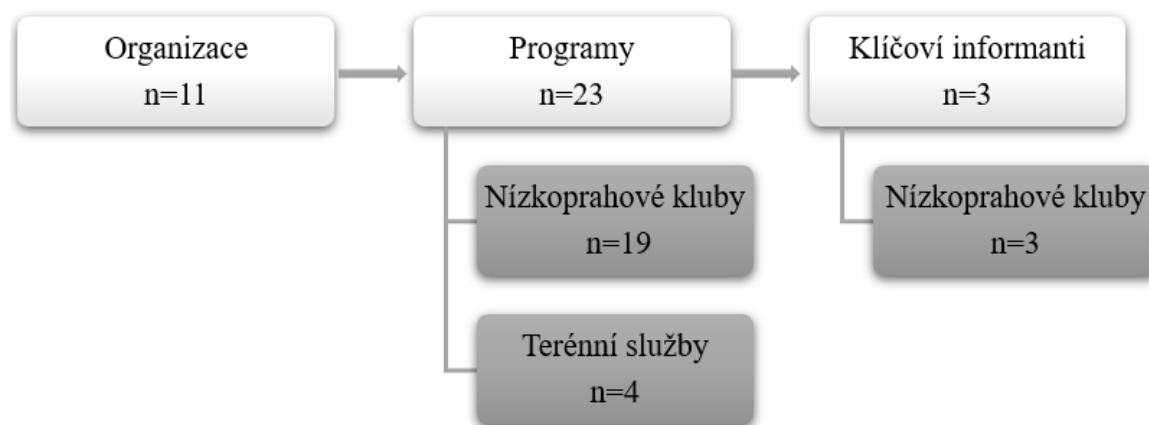 Organizace
n=11
Programy
n=23
Klíčoví informanti
n=3
Nízkoprahové kluby
n=19
Nízkoprahové kluby
n=3
Terénní služby
n=4